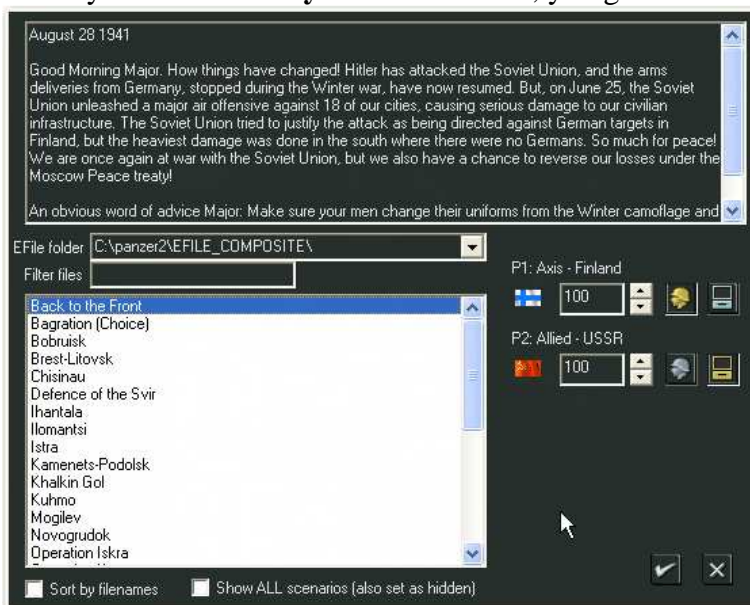 August 28 1941
Good Morning Major. How things have changed! Hitler has attacked the Soviet Union, and the arms
deliveries from Germany, stopped during the Winter war, have now resumed. But, on June 25, the Soviet
Union unleashed a major air offensive against 18 of our cities, causing serious damage to our civilian
infrastructure. The Soviet Union tried to justify the attack as being directed against German targets in
Finland, but the heaviest damage was done in the south where there were no Germans. So much for peace!
We are once again at war with the Soviet Union, but we also have a chance to reverse our losses under the
Moscow Peace treaty!
An obvious word of advice Major: Make sure your men change their uniforms from the Winter camoflage and
EFile folder C:\panzer2\EFILE_COMPOSITE\
Filter files
P1: Axis - Finland
100
P2: Allied - USSR
100
Back to the Front
Bagration (Choice)
Bobruisk
Brest-Litovsk
Chisinau
Defence of the Svir
Ihantala
Ilomantsi
Istra
Kamenets-Podolsk
Khalkin Gol
Kuhmo
Mogilev
Novogrudok
Operation Iskra
Sort by filenames
Show ALL scenarios (also set as hidden)